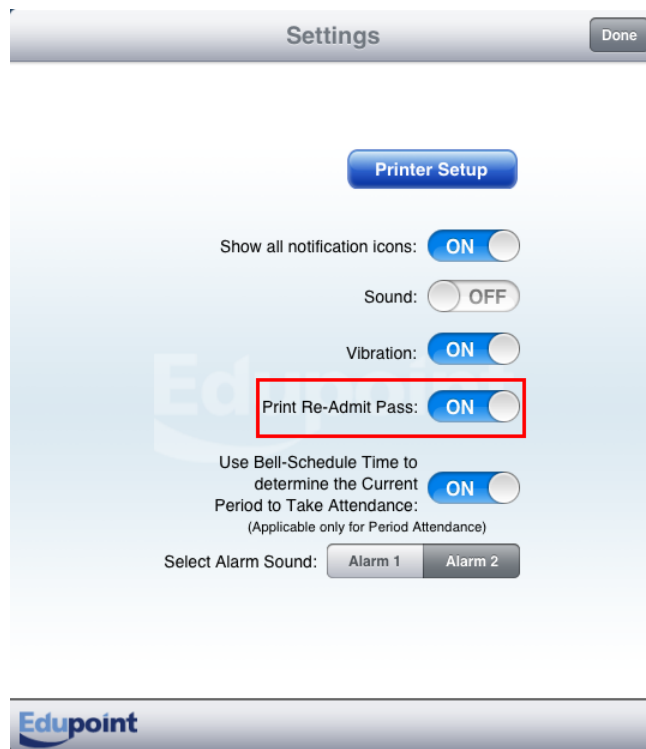 Settings
Done
Printer Setup
Show all notification icons: ON
Sound: OFF
Vibration: ON
Edupoint
Print Re-Admit Pass: ON
Use Bell-Schedule Time to
determine the Current
Period to Take Attendance: ON
(Applicable only for Period Attendance)
Select Alarm Sound: Alarm 1 Alarm 2
Edupoint